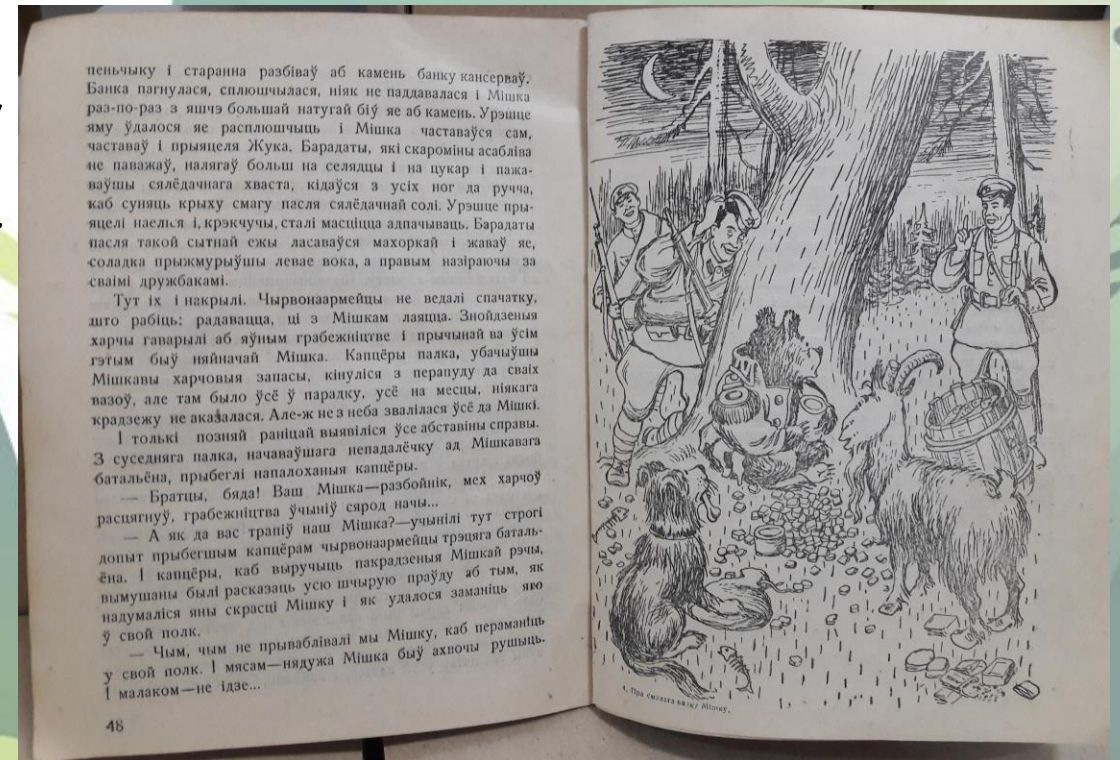 пеньчыку і старанна разбіваў аб камень банку кансерваў.
Банка пагнулася, сплюшчылася, ніяк не паддавалася і Мішка
раз-по-раз з яшчэ большай натугай біў яе аб камень. Урэшце
яму ўдалося яе расплюшчыць і Мішка частаваўся сам,
частаваў і прыяцеля Жука. Барадаты, які скароміны асабліва
не паважаў, налягаў больш на селядцы і на цукар і пажа-
ваўшы сялёдачнага хваста, кідаўся з усіх ног да ручча,
каб суняць крыху смагу пасля сялёдачнай солі. Урэшце пры-
яцелі наеліся і, крэкчучы, сталі масціцца адпачываць. Барадаты
пасля такой сытнай ежы ласаваўся махоркай і жаваў яе,
соладка прыжмурыўшы левае вока, а правым назіраючы за
сваімі дружбакамі.
Тут іх і накрылі. Чырвонаармейцы не ведалі спачатку,
што рабіць: радавацца, ці з Мішкам лаяцца. Знойдзеныя
харчы гаварылі аб яўным грабежніцтве і прычынай ва ўсім
гэтым быў няйначай Мішка. Капцёры палка, убачыўшы
Мішкавы харчовыя запасы, кінуліся з перапуду да сваіх
вазоў, але там было ўсё ў парадку, усё на месцы, ніякага
крадзежу не аказалася. Але-ж не з неба звалілася ўсё да Мішкі.
І толькі позняй раніцай выявіліся ўсе абставіны справы.
З суседняга палка, начаваўшага непадалёчку ад Мішкавага
батальёна, прыбеглі напалоханыя капцёры.
— Братцы, бяда! Ваш Мішка—разбойнік, мех харчоў
расцягнуў, грабежніцтва ўчыніў сярод начы...
— А як да вас трапіў наш Мішка?—учынілі тут строгі
допыт прыбегшым капцёрам чырвонаармейцы трэцяга баталь-
ёна. І капцёры, каб выручыць пакрадзеныя Мішкай рэчы,
вымушаны былі расказаць усю шчырую праўду аб тым, як
надумаліся яны скрасці Мішку і як удалося заманіць яго
ў свой полк.
— Чым, чым не прываблівалі мы Мішку, каб пераманіць
у свой полк. І мясам—нядужа Мішка быў ахвочы рушыць.
І малаком—не ідзе...
48
4. Пра смелага Мішку.